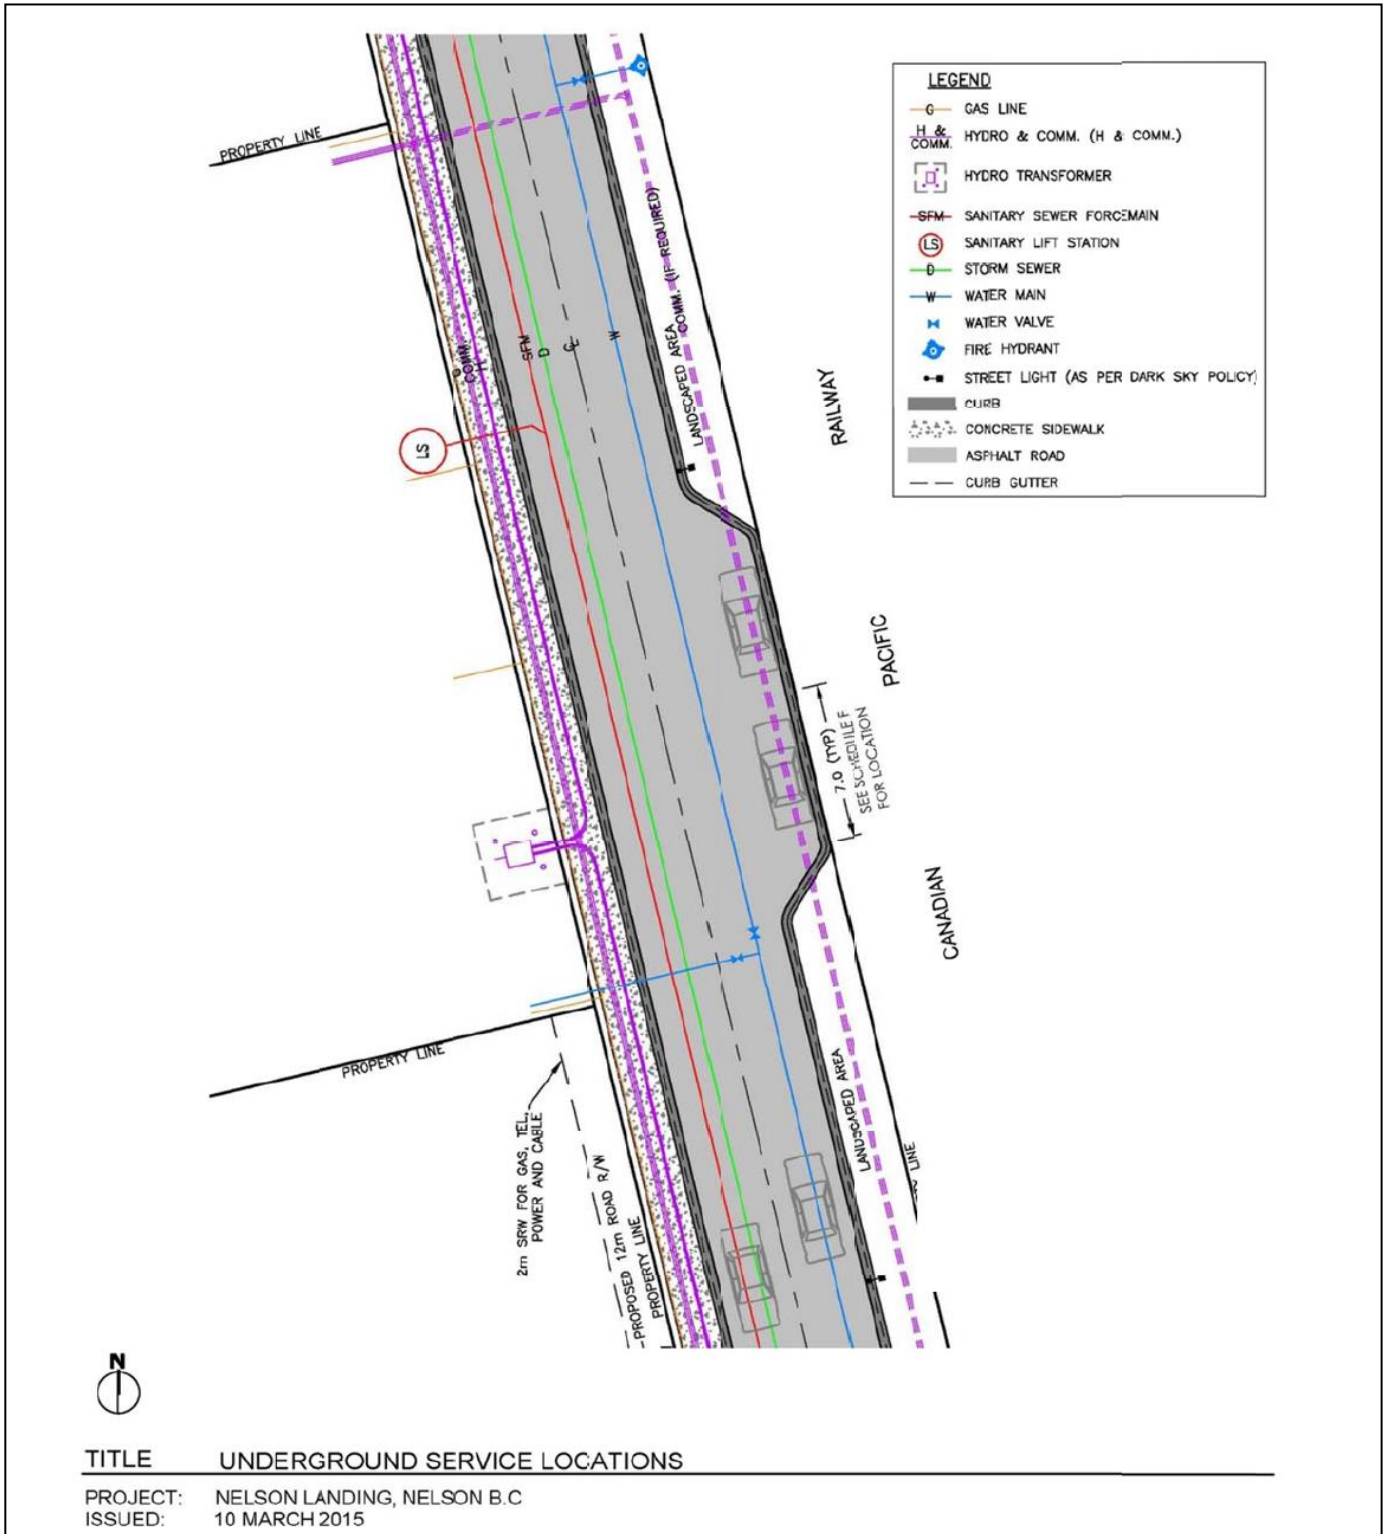 PROPERTY LINE
LANDSCAPED AREA
COMM. (IF REQUIRED)
G
COMM.
H
SFM
D
W
LS
RAILWAY
PACIFIC
CANADIAN
7.0 (TYP)
SEE SCHEDULE F
FOR LOCATION
PROPERTY LINE
2m SRW FOR GAS, TEL,
POWER AND CABLE
PROPOSED 12m ROAD R/W
PROPERTY LINE
LANDSCAPED AREA
LINE
LEGEND
G GAS LINE
H & COMM. HYDRO & COMM. (H & COMM.)
HYDRO TRANSFORMER
SFM SANITARY SEWER FORCEMAIN
LS SANITARY LIFT STATION
D STORM SEWER
W WATER MAIN
WATER VALVE
FIRE HYDRANT
STREET LIGHT (AS PER DARK SKY POLICY)
CURB
CONCRETE SIDEWALK
ASPHALT ROAD
CURB GUTTER
N
TITLE UNDERGROUND SERVICE LOCATIONS
PROJECT: NELSON LANDING, NELSON B.C
ISSUED: 10 MARCH 2015